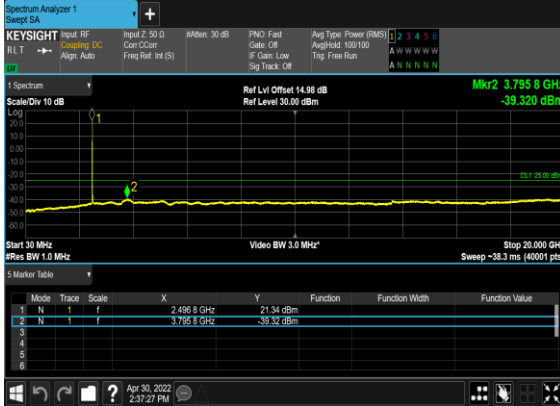 Spectrum Analyzer 1
Swept SA
+
KEYSIGHT Input: RF Input Z: 50 Ω #Atten: 30 dB PNO: Fast Avg Type: Power (RMS) 1 2 3 4 5 6
RLT Coupling: DC Corr CCorr Gate: Off Avg|Hold: 100/100 A W W W W W
Align: Auto Freq Ref: Int (S) IF Gain: Low Trig: Free Run A N N N N N
Sig Track: Off
1 Spectrum
Ref Lvl Offset 14.98 dB Mkr2 3.795 8 GHz
Scale/Div 10 dB Ref Level 30.00 dBm -39.320 dBm
Log
20.0
10.0
0.00
-10.0
-20.0
-30.0
-40.0
-50.0
-60.0
1
2
Start 30 MHz Video BW 3.0 MHz* Stop 20.000 GH
#Res BW 1.0 MHz Sweep ~38.3 ms (40001 pts
5 Marker Table
Mode Trace Scale X Y Function Function Width Function Value
1 N 1 f 2.496 8 GHz 21.34 dBm
2 N 1 f 3.795 8 GHz -39.32 dBm
3
4
5
6
? Apr 30, 2022
2:37:27 PM